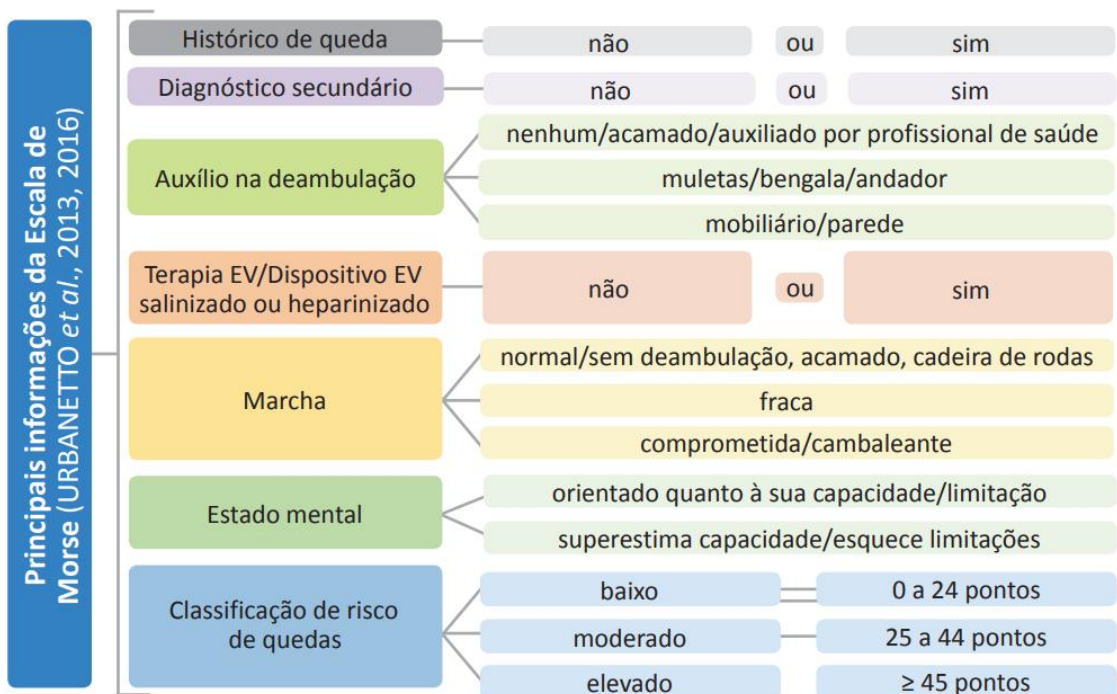 Principais informações da Escala de
Morse (URBANETTO et al., 2013, 2016)
Histórico de queda
não ou sim
Diagnóstico secundário
não ou sim
Auxílio na deambulação
nenhum/acamado/auxiliado por profissional de saúde
muletas/bengala/andador
mobiliário/parede
Terapia EV/Dispositivo EV
salinizado ou heparinizado
não ou sim
Marcha
normal/sem deambulação, acamado, cadeira de rodas
fraca
comprometida/cambaleante
Estado mental
orientado quanto à sua capacidade/limitação
superestima capacidade/esquece limitações
Classificação de risco
de quedas
baixo 0 a 24 pontos
moderado 25 a 44 pontos
elevado ≥ 45 pontos